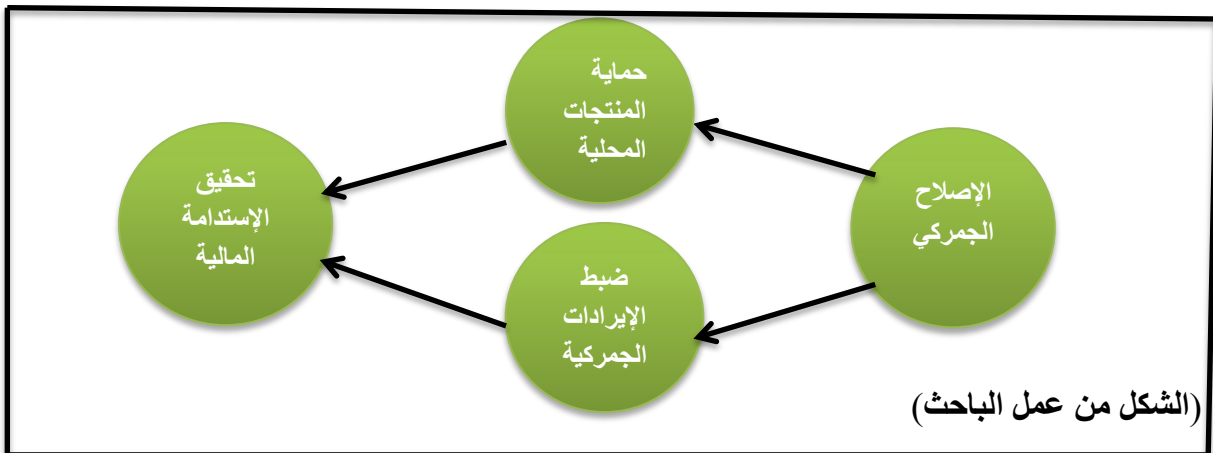 الإصلاح
الجمركي
حماية
المنتجات
المحلية
ضبط
الإيرادات
الجمركية
تحقيق
الإستدامة
المالية
(الشكل من عمل الباحث)